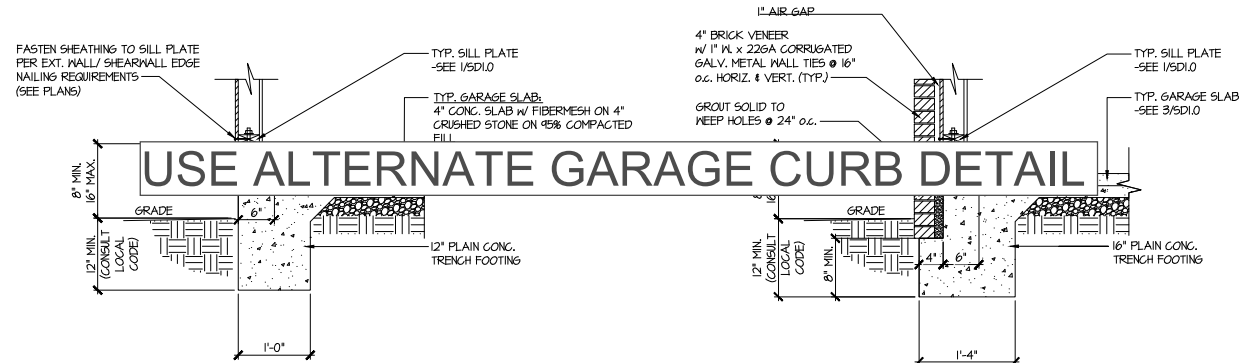 FASTEN SHEATHING TO SILL PLATE
PER EXT. WALL/ SHEARWALL EDGE
NAILING REQUIREMENTS
(SEE PLANS)
TYP. SILL PLATE
-SEE 1/SD1.0
TYP. GARAGE SLAB:
4" CONC. SLAB W/ FIBERMESH ON 4"
CRUSHED STONE ON 95% COMPACTED
FILL
8" MIN.
16" MAX.
GRADE
6"
12" MIN.
(CONSULT
LOCAL
CODE)
12" PLAIN CONC.
TRENCH FOOTING
1'-0"
USE ALTERNATE GARAGE CURB DETAIL
1" AIR GAP
4" BRICK VENEER
W/ 1" W. x 22GA CORRUGATED
GALV. METAL WALL TIES @ 16"
o.c. HORIZ. & VERT. (TYP.)
GROUT SOLID TO
WEEP HOLES @ 24" o.c.
TYP. SILL PLATE
-SEE 1/SD1.0
TYP. GARAGE SLAB
-SEE 3/SD1.0
GRADE
12" MIN.
(CONSULT
LOCAL
CODE)
8" MIN.
4"
6"
16" PLAIN CONC.
TRENCH FOOTING
1'-4"